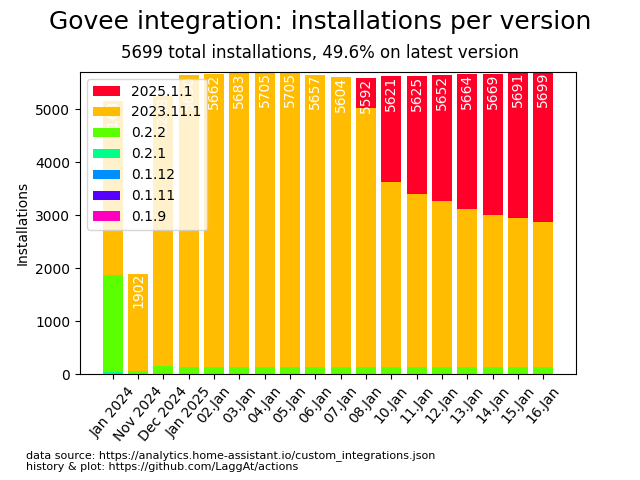 Govee integration: installations per version
5699 total installations, 49.6% on latest version
Installations
5000
4000
3000
2000
1000
0
2025.1.1
2023.11.1
0.2.2
0.2.1
0.1.12
0.1.11
0.1.9
1902
5662
5683
5705
5705
5657
5604
5592
5621
5625
5652
5664
5669
5691
5699
Jan 2024
Nov 2024
Dec 2024
Jan 2025
02.Jan
03.Jan
04.Jan
05.Jan
06.Jan
07.Jan
08.Jan
10.Jan
11.Jan
12.Jan
13.Jan
14.Jan
15.Jan
16.Jan
data source: https://analytics.home-assistant.io/custom_integrations.json
history & plot: https://github.com/LaggAt/actions